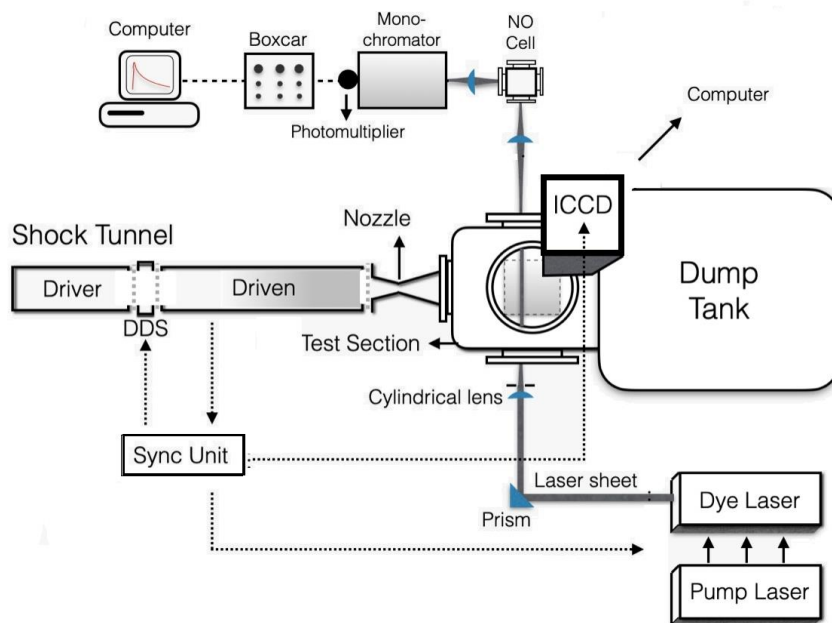 Computer
Boxcar
Mono-
chromator
NO
Cell
Photomultiplier
Computer
ICCD
Nozzle
Shock Tunnel
Driver
Driven
DDS
Dump
Tank
Test Section
Cylindrical lens
Sync Unit
Laser sheet
Prism
Dye Laser
Pump Laser